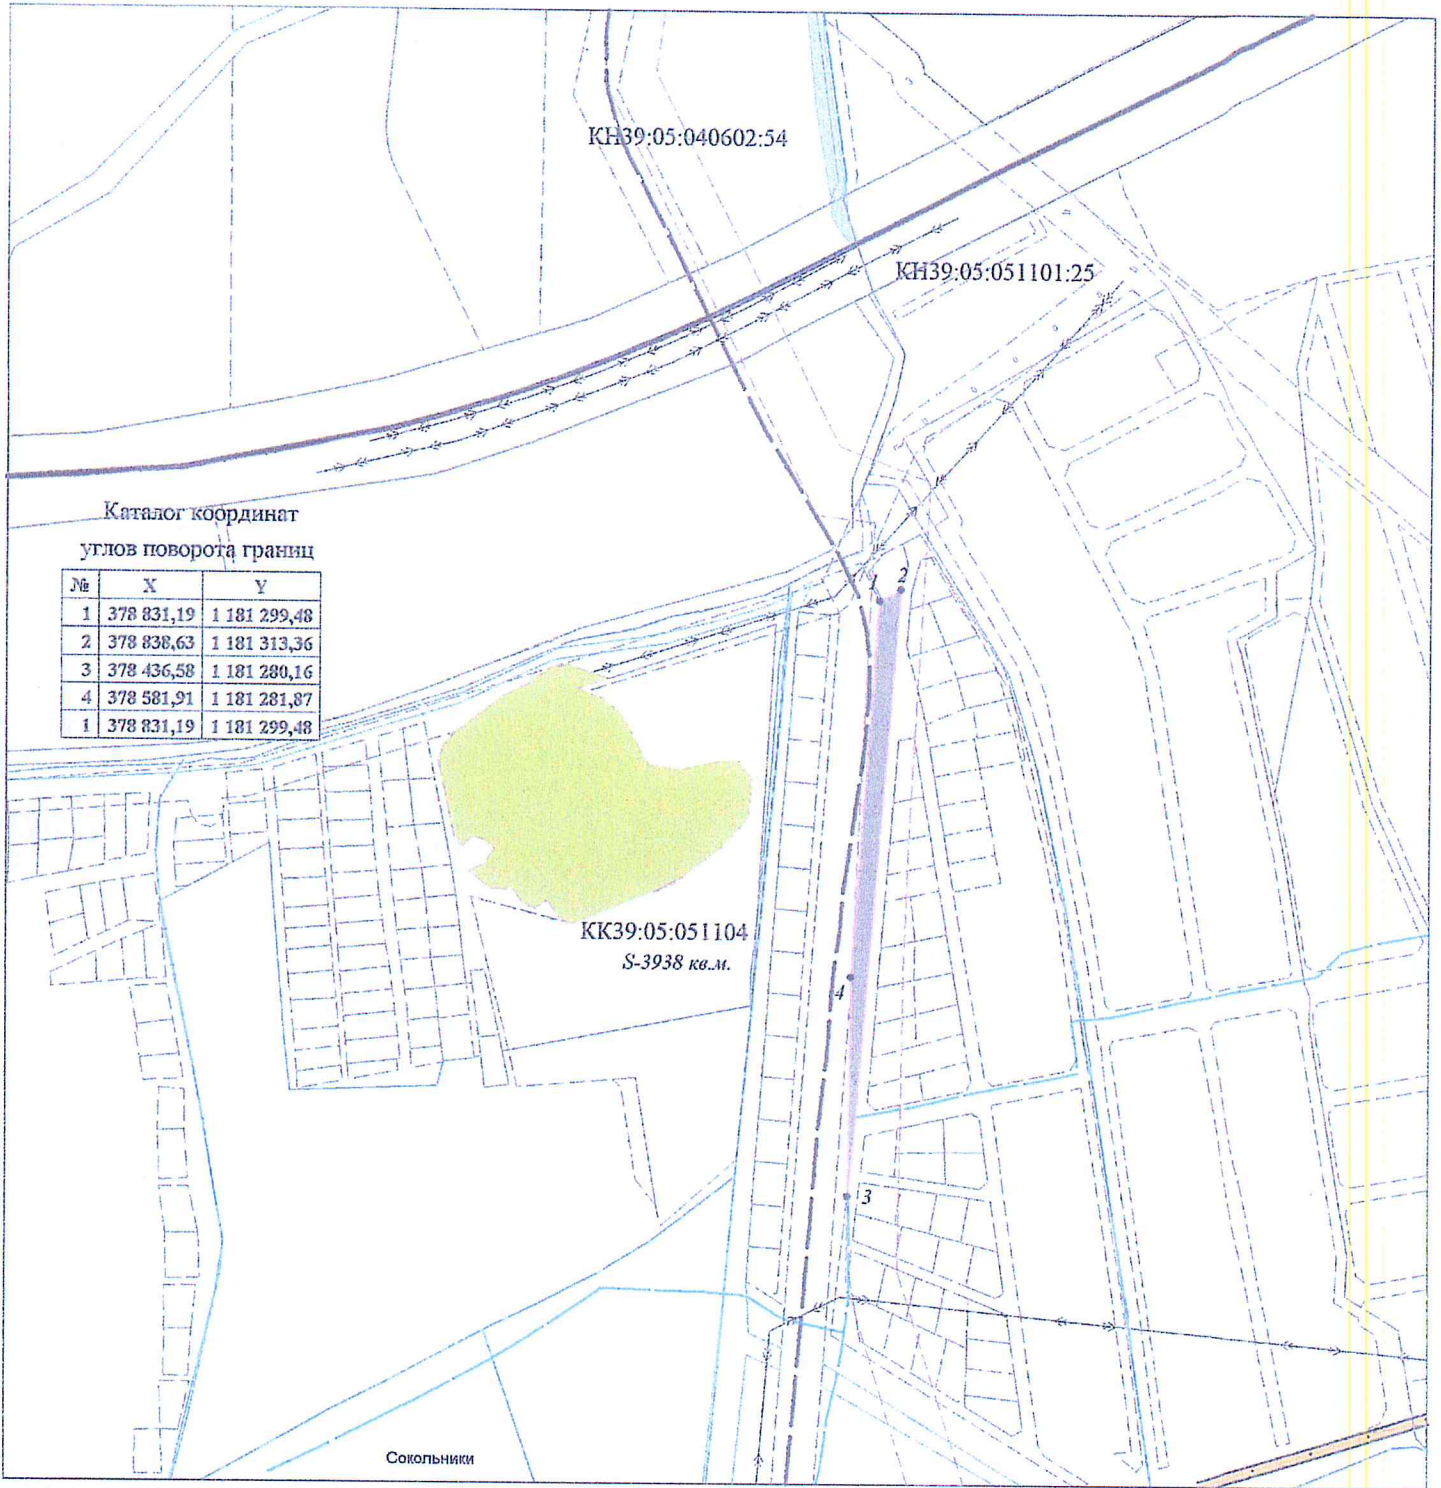 КН39:05:040602:54
КН39:05:051101:25
Каталог координат
углов поворота границ
№ X Y
1 378 831,19 1 181 299,48
2 378 838,63 1 181 313,36
3 378 436,58 1 181 280,16
4 378 581,91 1 181 281,87
1 378 831,19 1 181 299,48
1
2
КК39:05:051104
S-3938 кв.м.
4
3
Сокольники